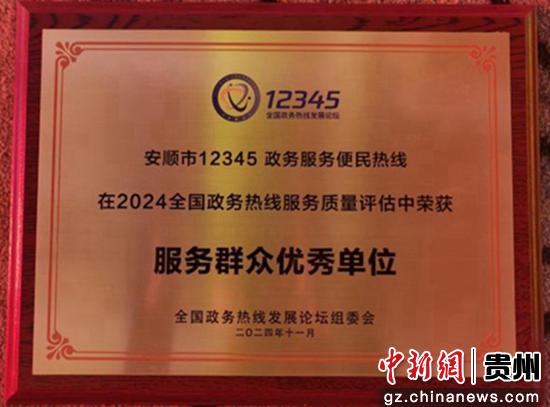 12345
全国政务热线发展论坛
安顺市12345 政务服务便民热线
在2024全国政务热线服务质量评估中荣获
服务群众优秀单位
全国政务热线发展论坛组委会
二〇二四年十一月
中新網 贵州
gz.chinanews.com